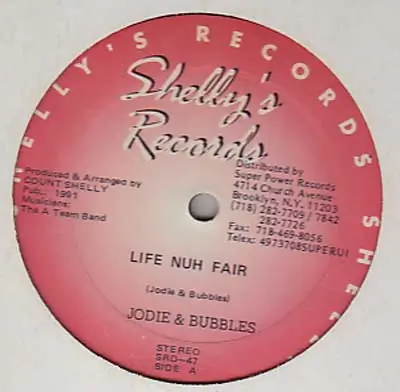 SHELLY'S RECORDS SHELL
Shelly's
Records
Produced & Arranged by
COUNT SHELLY
Pub.: 1991
Musicians:
The A Team Band
Distributed by
Super Power Records
4714 Church Avenue
Brooklyn, N.Y. 11203
(718) 282-7709 / 7842
282-7726
Fax: 718-469-8056
Telex: 4973708SUPERUI
LIFE NUH FAIR
(Jodie & Bubbles)
JODIE & BUBBLES
STEREO
SRD-47
SIDE A